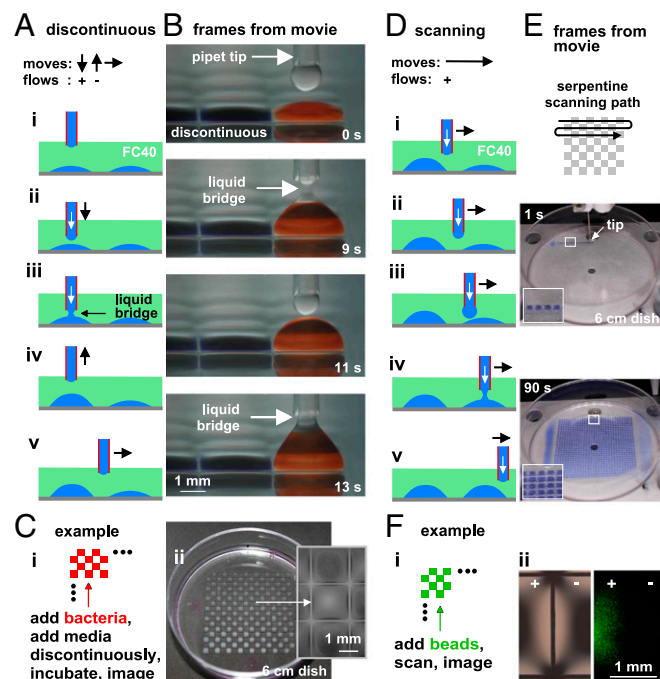 A discontinuous
moves: ↓ ↑ →
flows : + -
i
FC40
ii
iii
liquid
bridge
iv
v
B frames from movie
pipet tip
discontinuous
0 s
liquid
bridge
9 s
11 s
liquid
bridge
1 mm
13 s
C example
i
add bacteria,
add media
discontinuously,
incubate, image
ii
1 mm
6 cm dish
D scanning
moves: →
flows: +
i
FC40
ii
iii
iv
v
E frames from
movie
serpentine
scanning path
1 s
tip
6 cm dish
90 s
F example
i
add beads,
scan, image
ii
+ -
+ -
1 mm